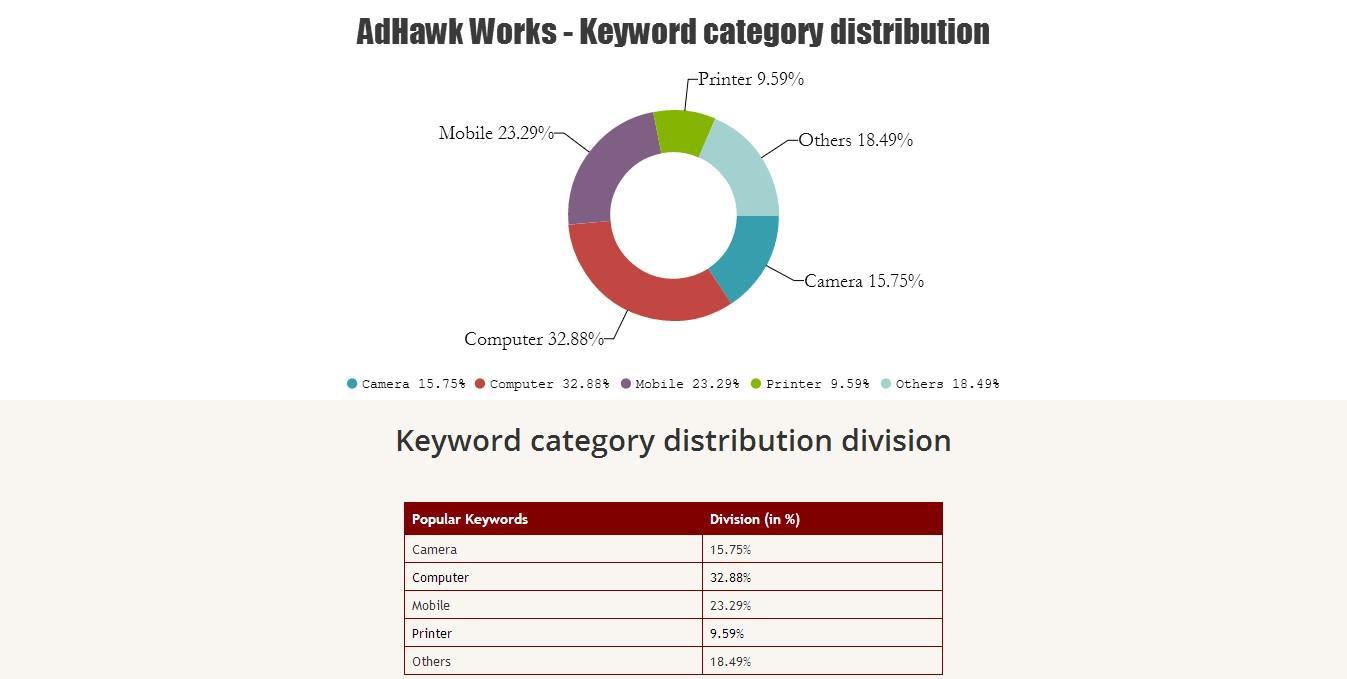 AdHawk Works - Keyword category distribution
Printer 9.59%
Mobile 23.29%
Others 18.49%
Camera 15.75%
Computer 32.88%
Camera 15.75% Computer 32.88% Mobile 23.29% Printer 9.59% Others 18.49%
Keyword category distribution division
Popular Keywords Division (in %)
Camera 15.75%
Computer 32.88%
Mobile 23.29%
Printer 9.59%
Others 18.49%